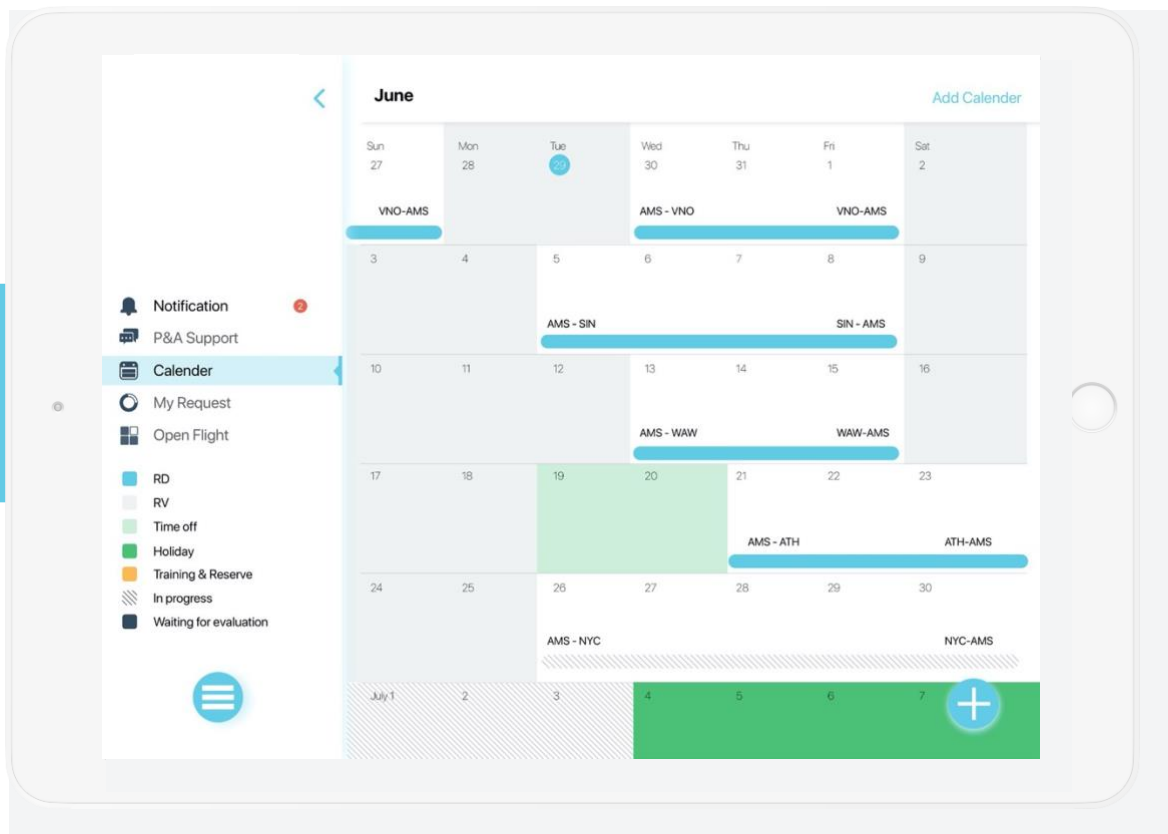 June
Add Calender
Sun Mon Tue Wed Thu Fri Sat
27 28 29 30 31 1 2
VNO-AMS AMS - VNO VNO-AMS
3 4 5 6 7 8 9
AMS - SIN SIN - AMS
10 11 12 13 14 15 16
AMS - WAW WAW-AMS
17 18 19 20 21 22 23
AMS - ATH ATH-AMS
24 25 26 27 28 29 30
AMS - NYC NYC-AMS
July 1 2 3 4 5 6 7
Notification 2
P&A Support
Calender
My Request
Open Flight
RD
RV
Time off
Holiday
Training & Reserve
In progress
Waiting for evaluation